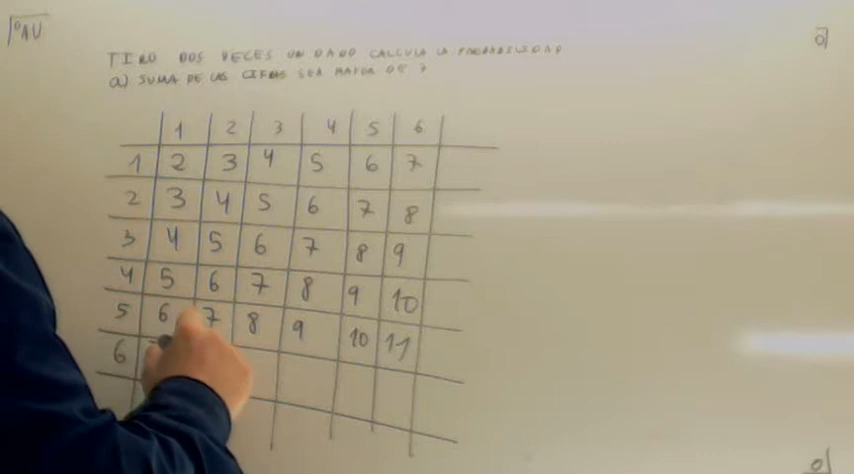 PAU
TIRO DOS VECES UN DADO CALCULA LA PROBABILIDAD
a) SUMA DE LAS CIFRAS SEA MAYOR DE 7
1 2 3 4 5 6
1 2 3 4 5 6 7
2 3 4 5 6 7 8
3 4 5 6 7 8 9
4 5 6 7 8 9 10
5 6 7 8 9 10 11
6